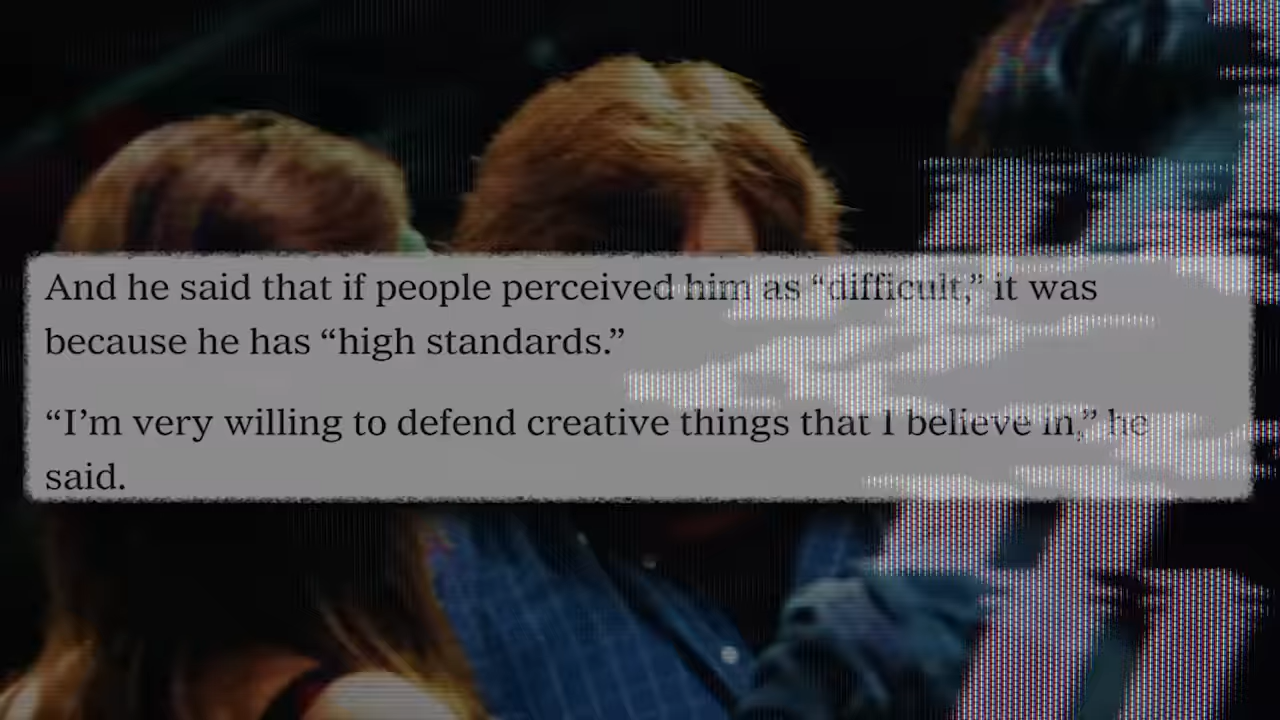 And he said that if people perceived him as “difficult,” it was
because he has “high standards.”
“I’m very willing to defend creative things that I believe in,” he
said.